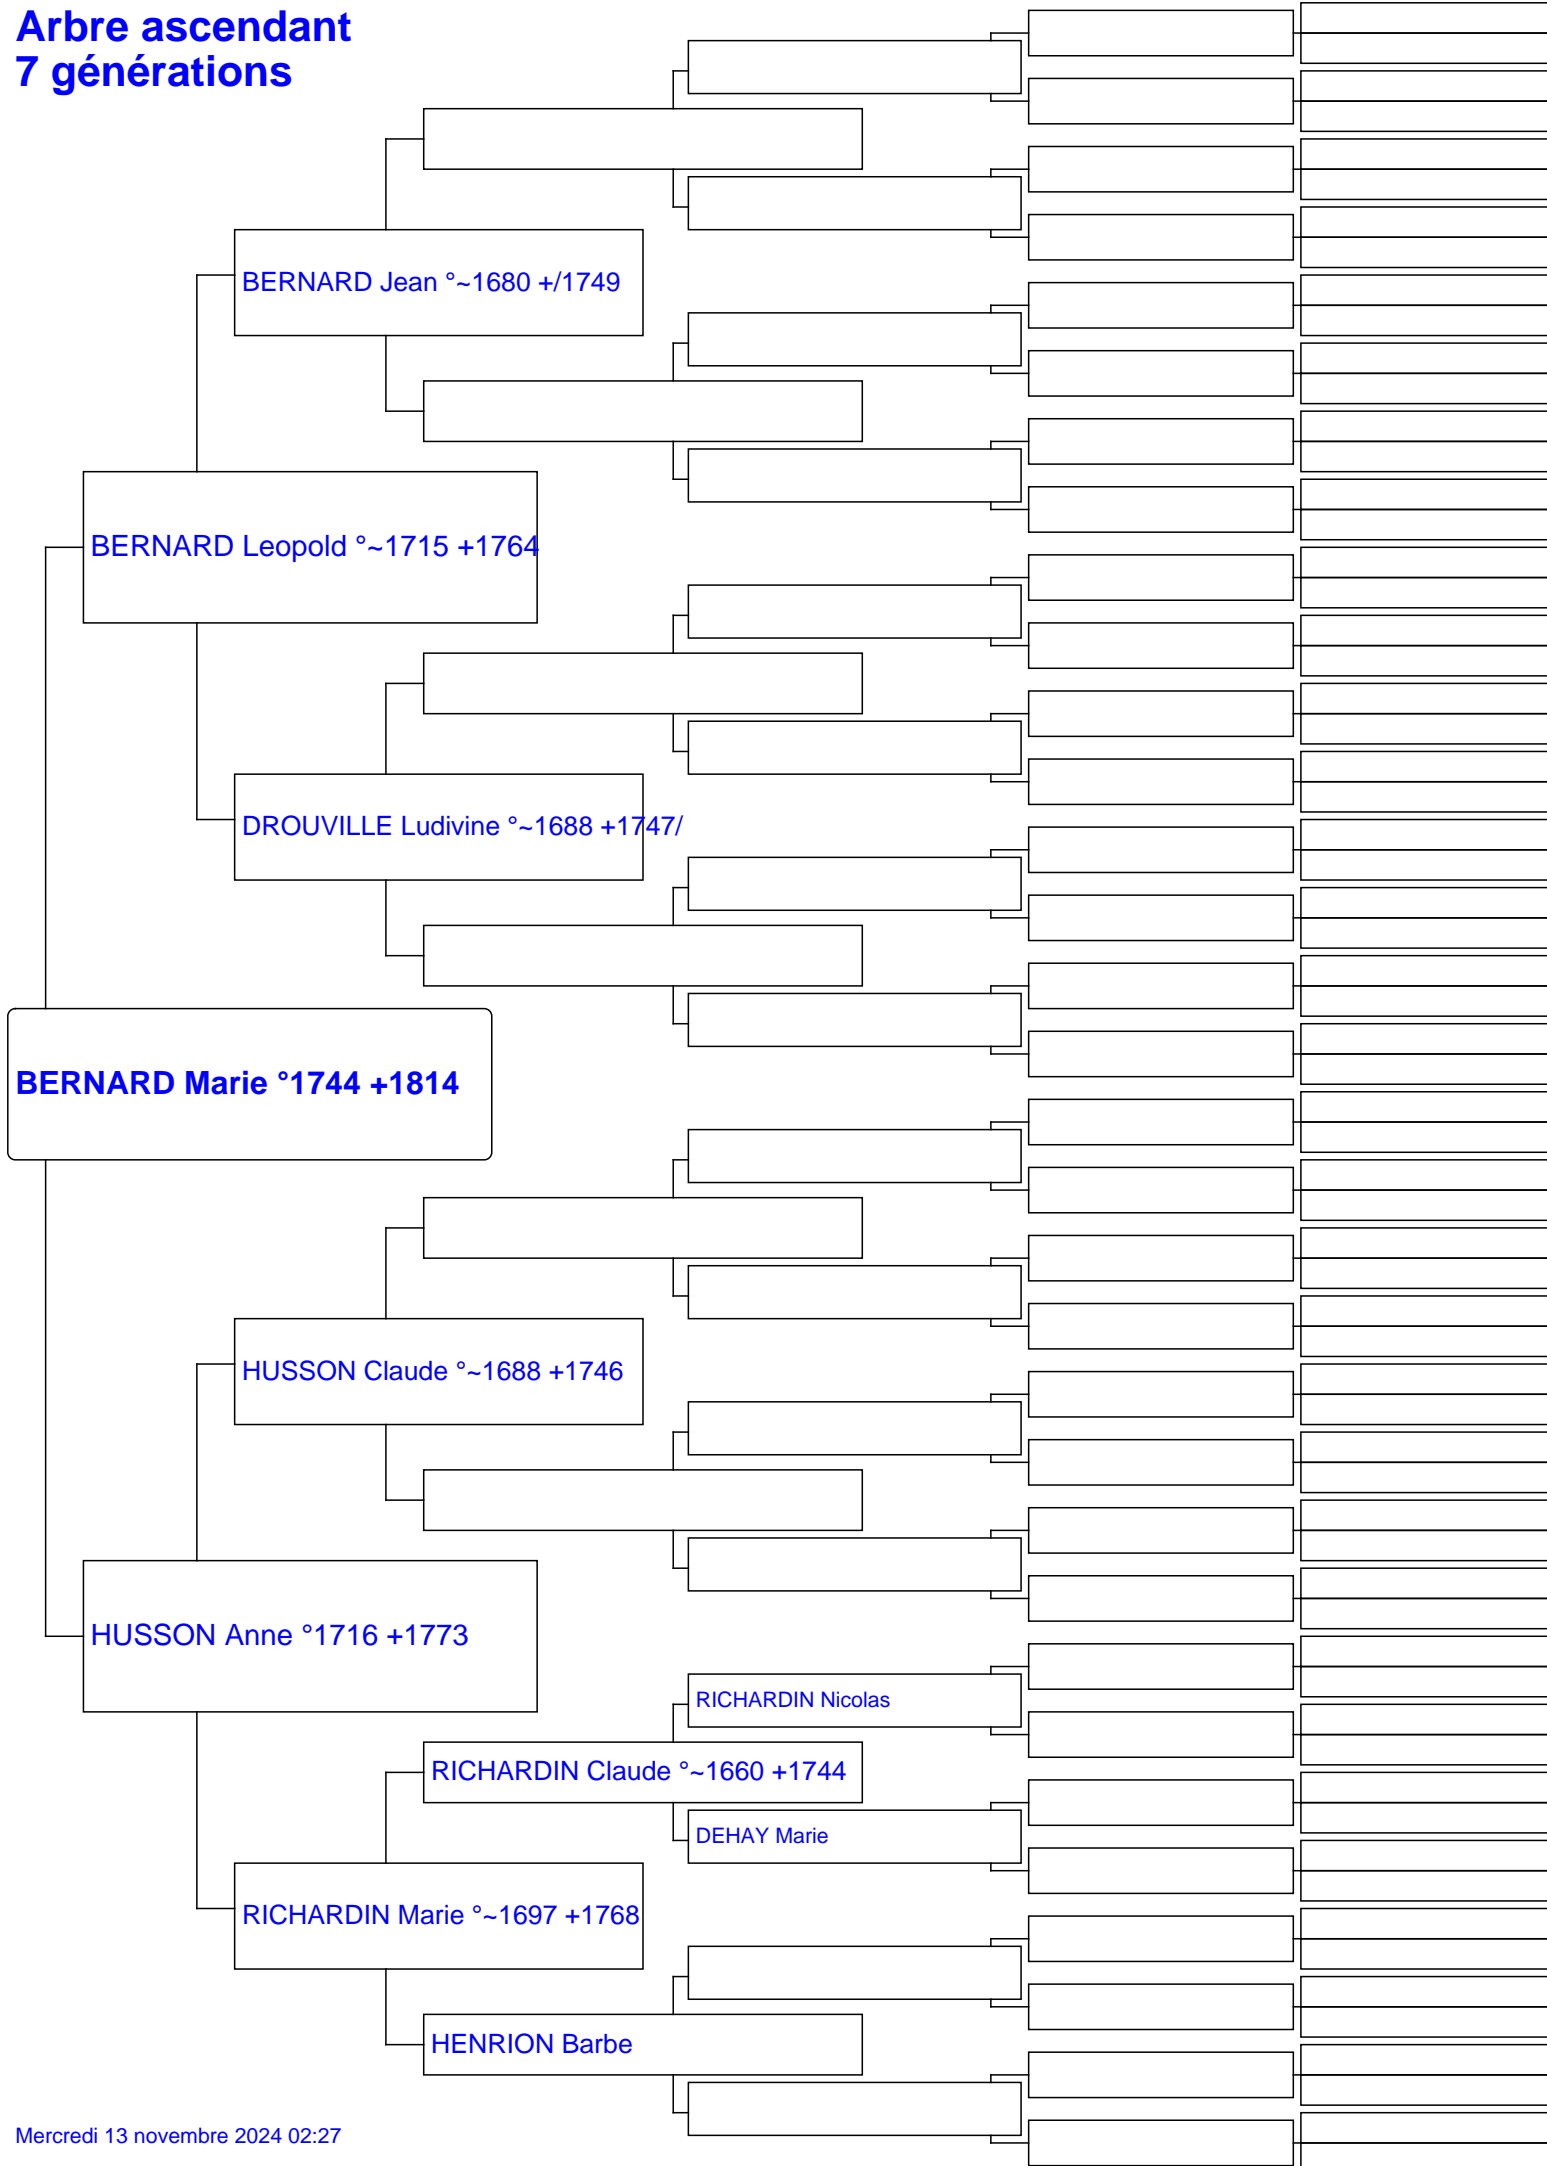 Arbre ascendant
7 générations
BERNARD Jean °~1680 +/1749
BERNARD Leopold °~1715 +1764
DROUVILLE Ludivine °~1688 +1747/
BERNARD Marie °1744 +1814
HUSSON Claude °~1688 +1746
HUSSON Anne °1716 +1773
RICHARDIN Nicolas
RICHARDIN Claude °~1660 +1744
DEHAY Marie
RICHARDIN Marie °~1697 +1768
HENRION Barbe
Mercredi 13 novembre 2024 02:27